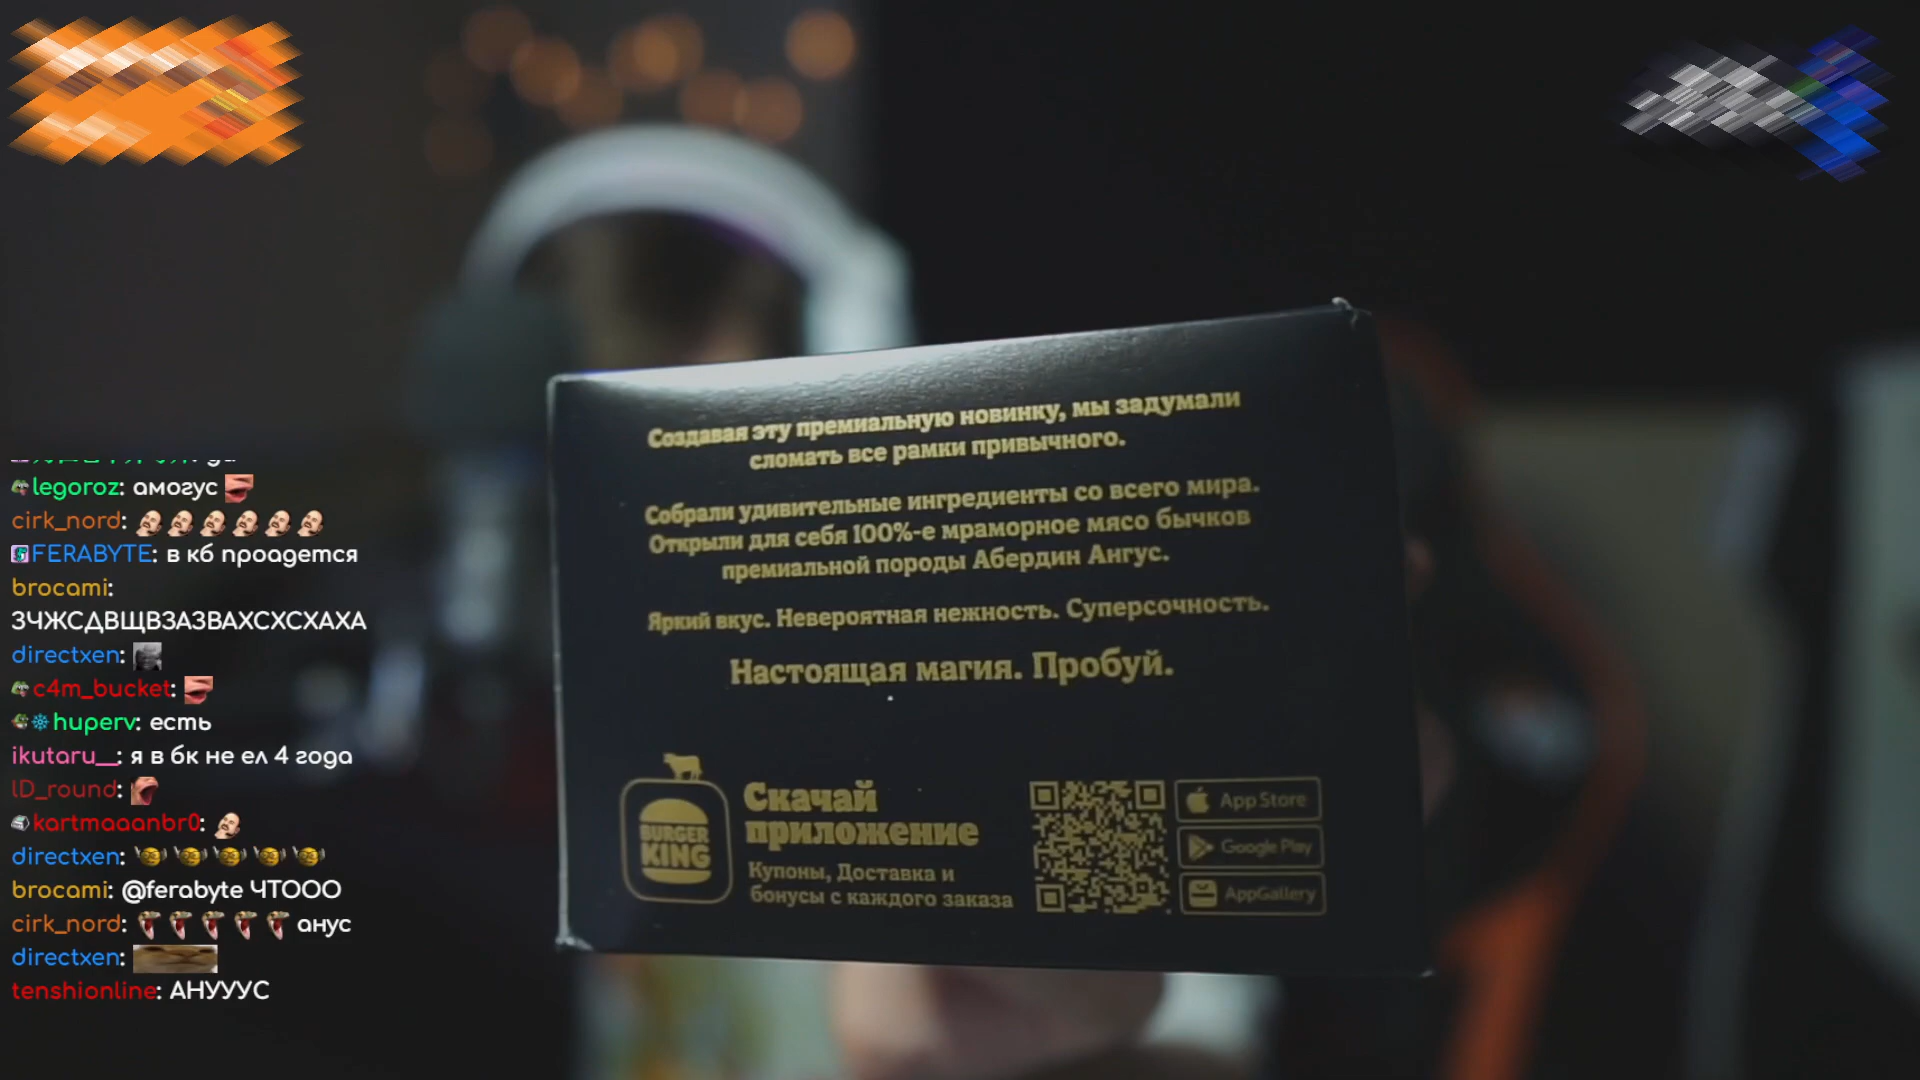 legoroz: амогус
cirk_nord:
FERABYTE: в кб проадется
brocami:
ЗЧЖСДВЩВЗАЗВАХСХСХАХА
directxen:
c4m_bucket:
huperv: есть
ikutaru__: я в бк не ел 4 года
lD_round:
kartmaaanbr0:
directxen:
brocami: @ferabyte ЧТООО
cirk_nord: анус
directxen:
tenshionline: АНУУУС
Создавая эту премиальную новинку, мы задумали
сломать все рамки привычного.
Собрали удивительные ингредиенты со всего мира.
Открыли для себя 100%-е мраморное мясо бычков
премиальной породы Абердин Ангус.
Яркий вкус. Невероятная нежность. Суперсочность.
Настоящая магия. Пробуй.
BURGER
KING
Скачай
приложение
Купоны, Доставка и
бонусы с каждого заказа
App Store
Google Play
AppGallery